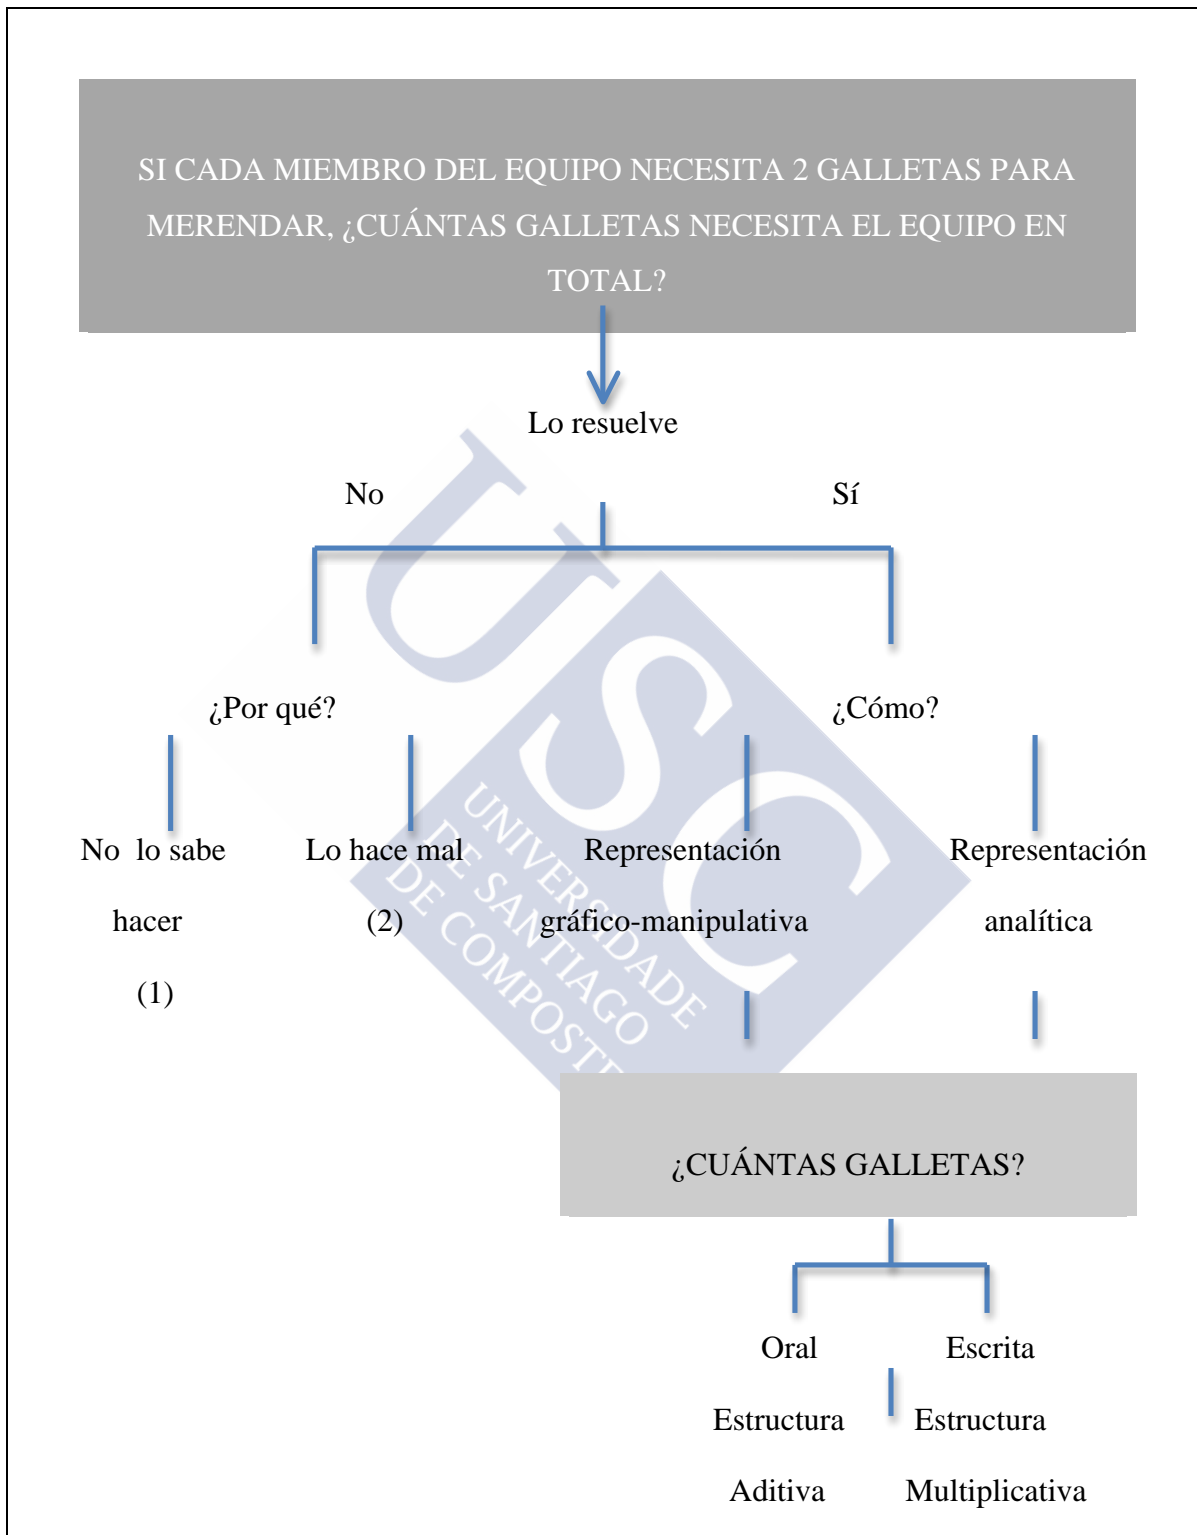 SI CADA MIEMBRO DEL EQUIPO NECESITA 2 GALLETAS PARA
MERENDAR, ¿CUÁNTAS GALLETAS NECESITA EL EQUIPO EN
TOTAL?
Lo resuelve
No Sí
¿Por qué? ¿Cómo?
No lo sabe Lo hace mal Representación Representación
hacer (2) gráfico-manipulativa analítica
(1)
USC
UNIVERSIDADE
DE SANTIAGO
DE COMPOSTE
¿CUÁNTAS GALLETAS?
Oral Escrita
Estructura Estructura
Aditiva Multiplicativa